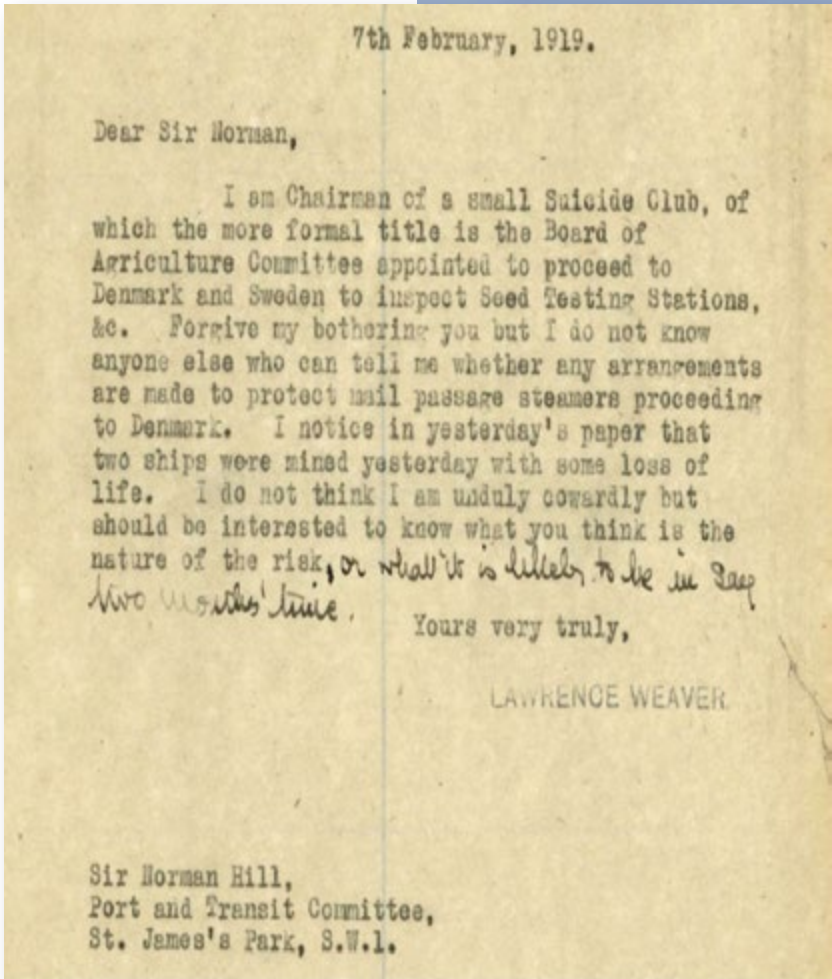 7th February, 1919.
Dear Sir Norman,
I am Chairman of a small Suicide Club, of
which the more formal title is the Board of
Agriculture Committee appointed to proceed to
Denmark and Sweden to inspect Seed Testing Stations,
&c. Forgive my bothering you but I do not know
anyone else who can tell me whether any arrangements
are made to protect mail passage steamers proceeding
to Denmark. I notice in yesterday's paper that
two ships were mined yesterday with some loss of
life. I do not think I am unduly cowardly but
should be interested to know what you think is the
nature of the risk, or what it is likely to be in say
two months' time.
Yours very truly,
LAWRENCE WEAVER.
Sir Norman Hill,
Port and Transit Committee,
St. James's Park, S.W.1.